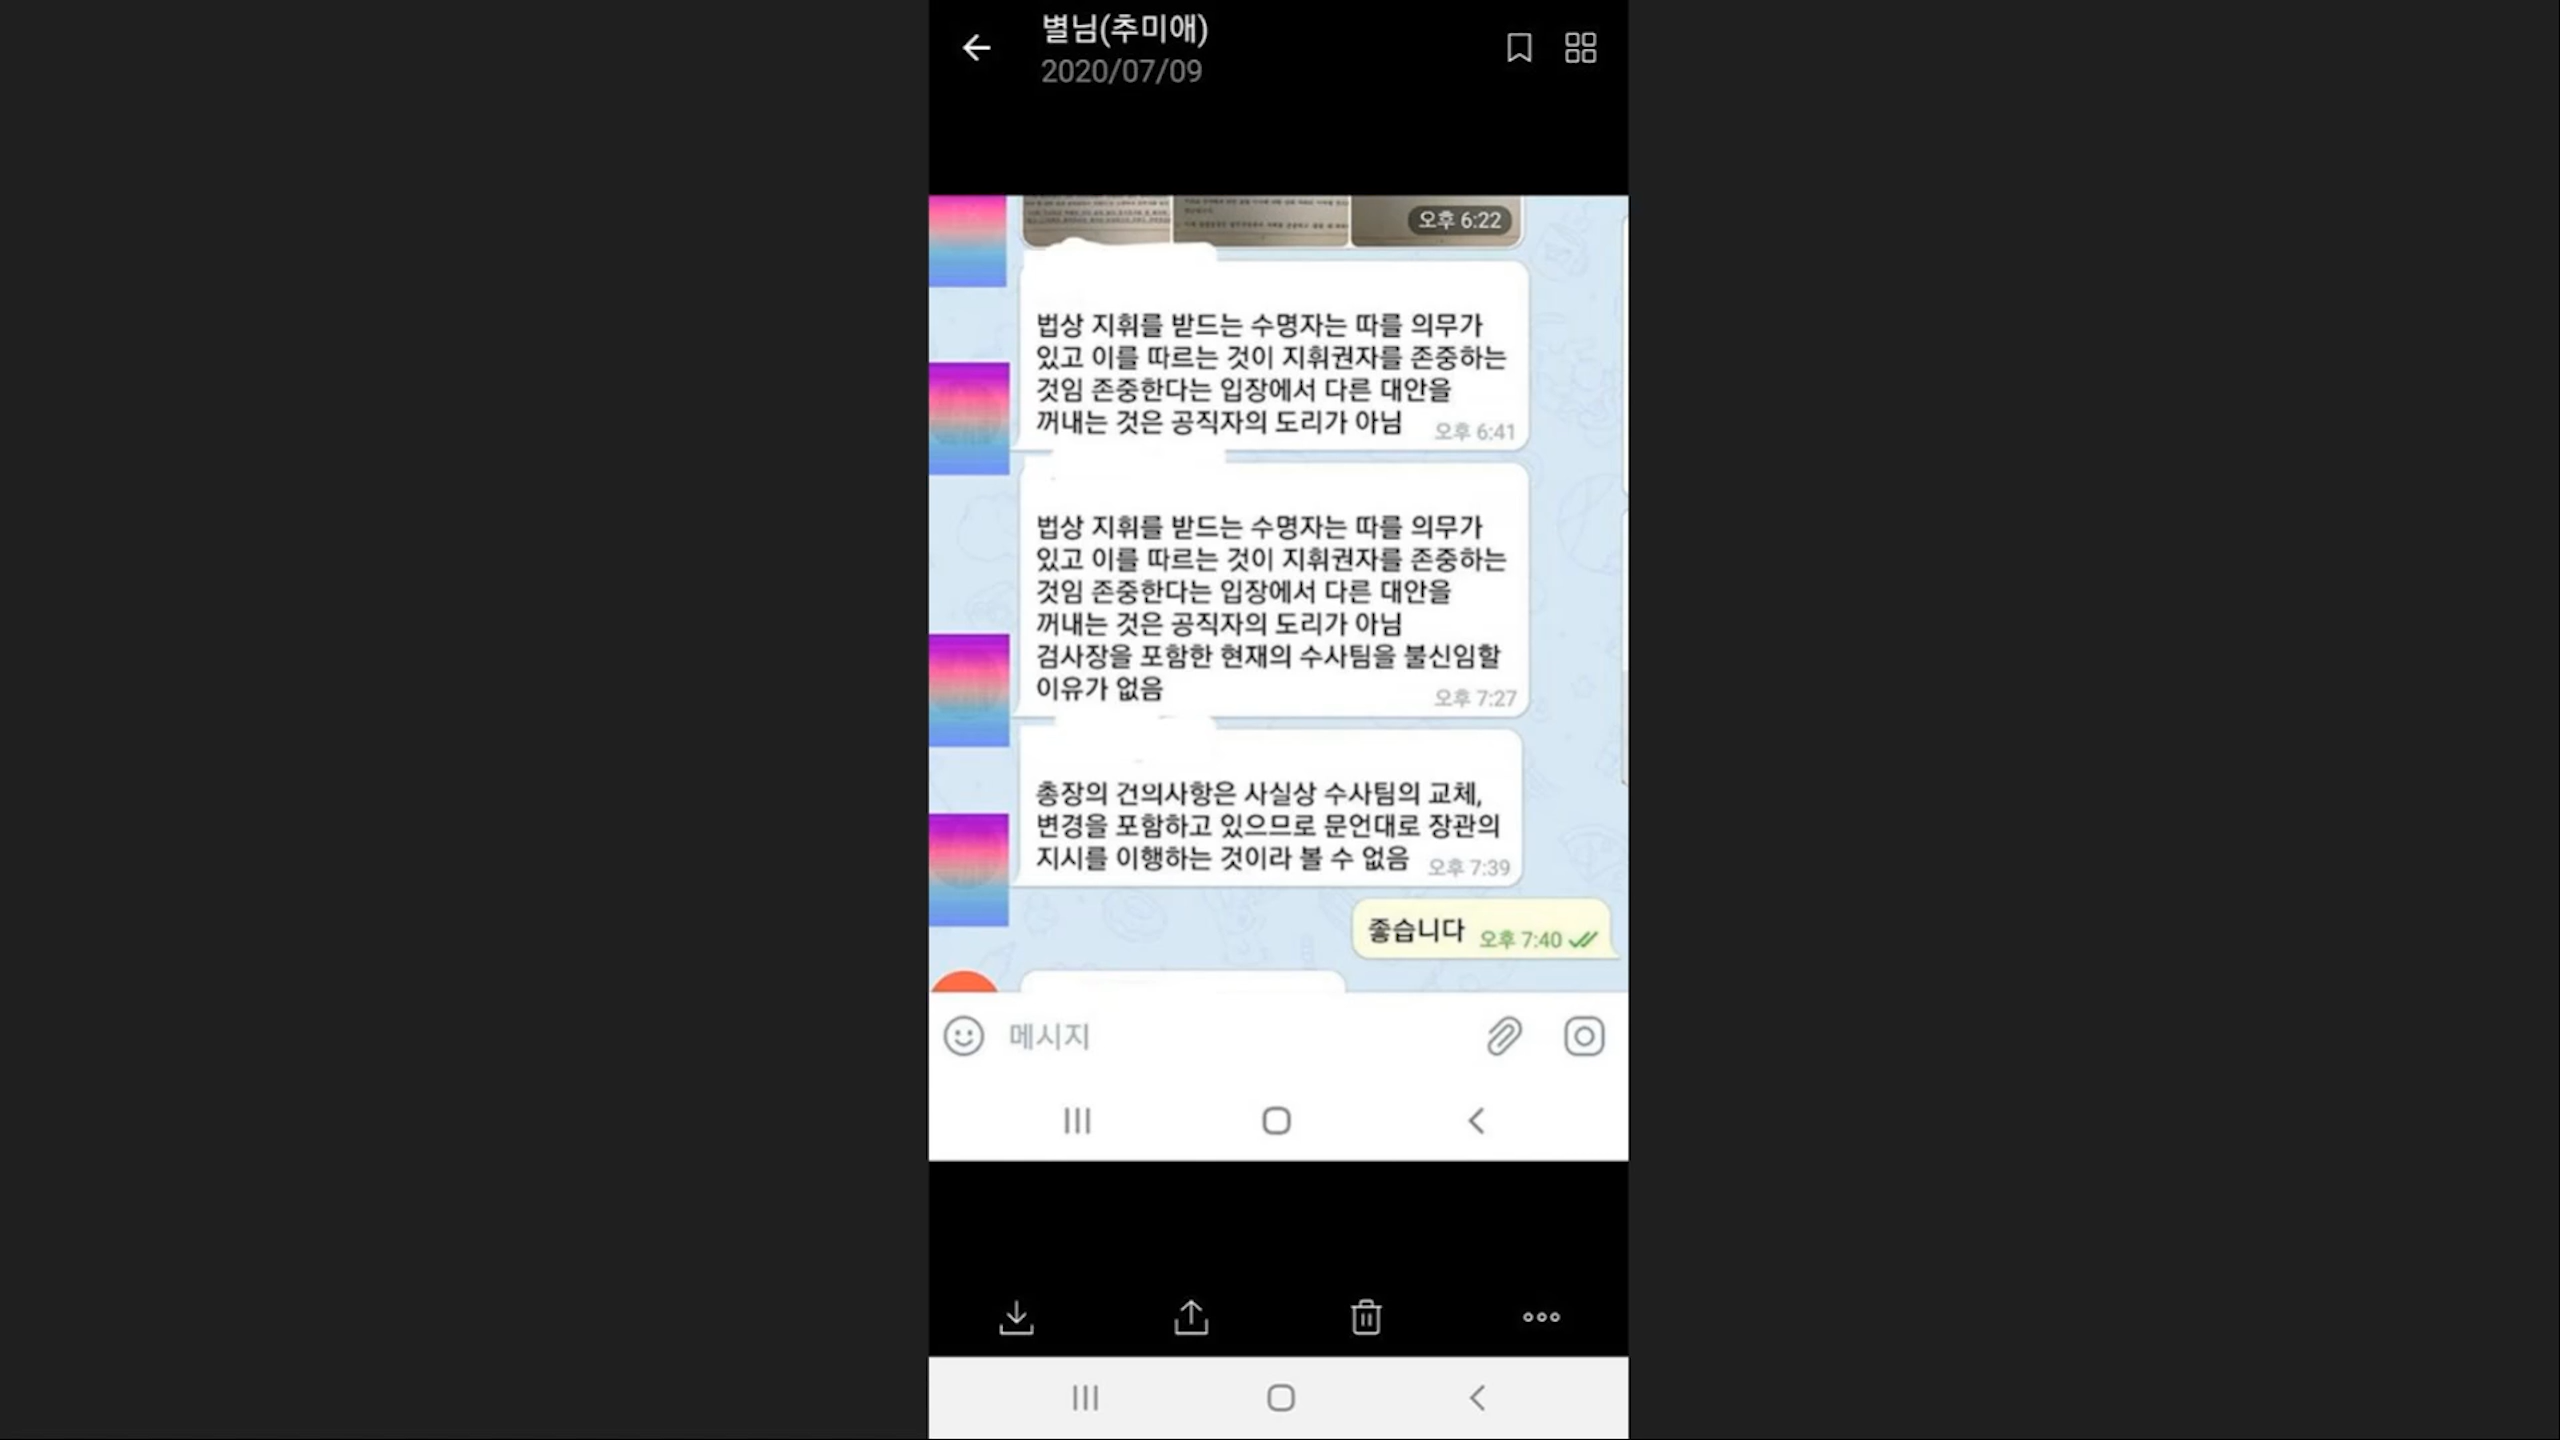 별님(추미애)
2020/07/09
오후 6:22
법상 지휘를 받드는 수명자는 따를 의무가
있고 이를 따르는 것이 지휘권자를 존중하는
것임 존중한다는 입장에서 다른 대안을
꺼내는 것은 공직자의 도리가 아님
오후 6:41
법상 지휘를 받드는 수명자는 따를 의무가
있고 이를 따르는 것이 지휘권자를 존중하는
것임 존중한다는 입장에서 다른 대안을
꺼내는 것은 공직자의 도리가 아님
검사장을 포함한 현재의 수사팀을 불신임할
이유가 없음
오후 7:27
총장의 건의사항은 사실상 수사팀의 교체,
변경을 포함하고 있으므로 문언대로 장관의
지시를 이행하는 것이라 볼 수 없음 오후 7:39
좋습니다 오후 7:40
메시지